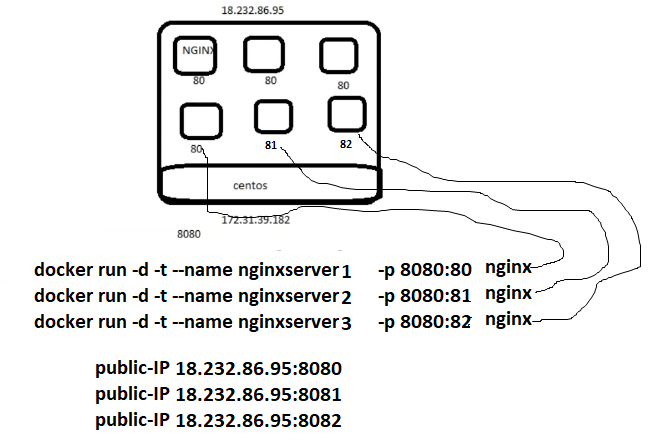 18.232.86.95
NGINX
80 80 80
80 81 82
centos
172.31.39.182
8080
docker run -d -t --name nginxserver1 -p 8080:80 nginx
docker run -d -t --name nginxserver2 -p 8080:81 nginx
docker run -d -t --name nginxserver3 -p 8080:82 nginx
public-IP 18.232.86.95:8080
public-IP 18.232.86.95:8081
public-IP 18.232.86.95:8082